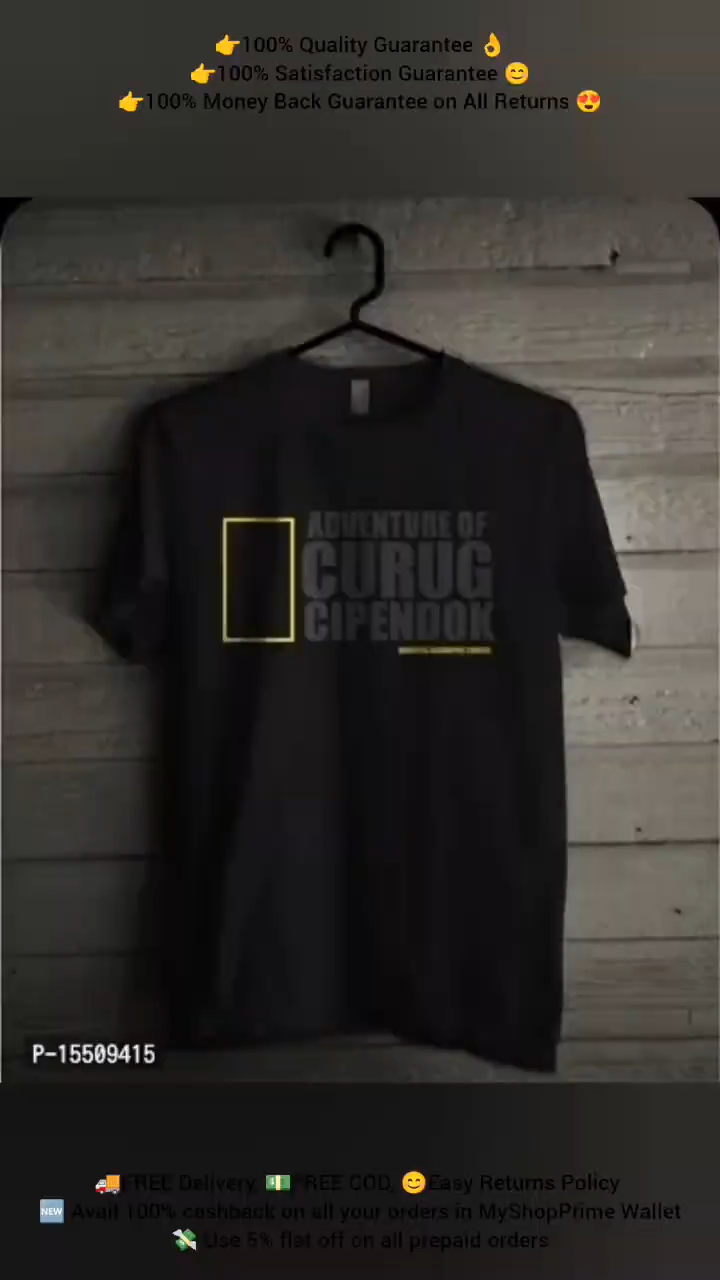 👉100% Quality Guarantee 👌
👉100% Satisfaction Guarantee 😊
👉100% Money Back Guarantee on All Returns 😍
ADVENTURE OF
CURUG
CIPENDOK
P-15509415
🚚FREE Delivery, 💵FREE COD, 😊Easy Returns Policy
🆕 Avail 100% cashback on all your orders in MyShopPrime Wallet
💸 Use 5% flat off on all prepaid orders